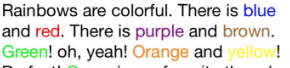 Rainbows are colorful. There is blue
and red. There is purple and brown.
Green! oh, yeah! Orange and yellow!